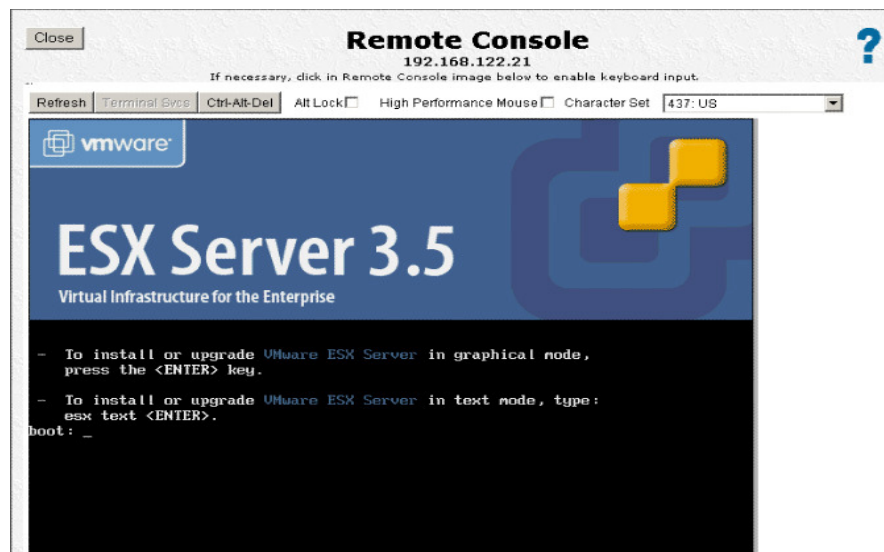 Close
Remote Console
192.168.122.21
If necessary, click in Remote Console image below to enable keyboard input.
?
Refresh Terminal Svcs Ctrl-Alt-Del Alt Lock High Performance Mouse Character Set 437: US
vmware
ESX Server 3.5
Virtual Infrastructure for the Enterprise
- To install or upgrade VMware ESX Server in graphical mode,
press the <ENTER> key.
- To install or upgrade VMware ESX Server in text mode, type:
esx text <ENTER>.
boot: _